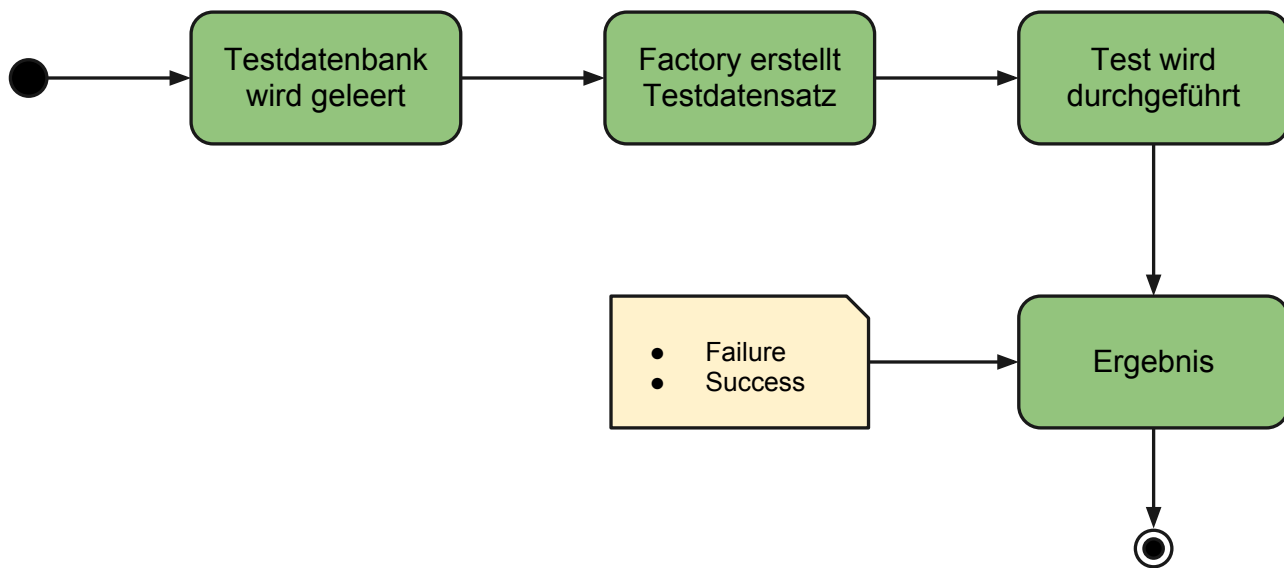 Testdatenbank
wird geleert
Factory erstellt
Testdatensatz
Test wird
durchgeführt
● Failure
● Success
Ergebnis